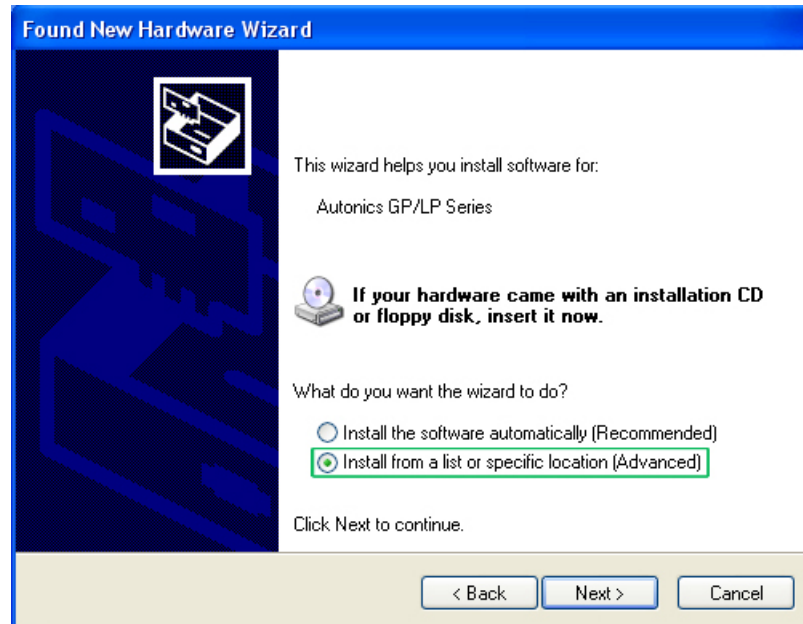 Found New Hardware Wizard
This wizard helps you install software for:
Autonics GP/LP Series
If your hardware came with an installation CD
or floppy disk, insert it now.
What do you want the wizard to do?
Install the software automatically (Recommended)
Install from a list or specific location (Advanced)
Click Next to continue.
< Back Next > Cancel